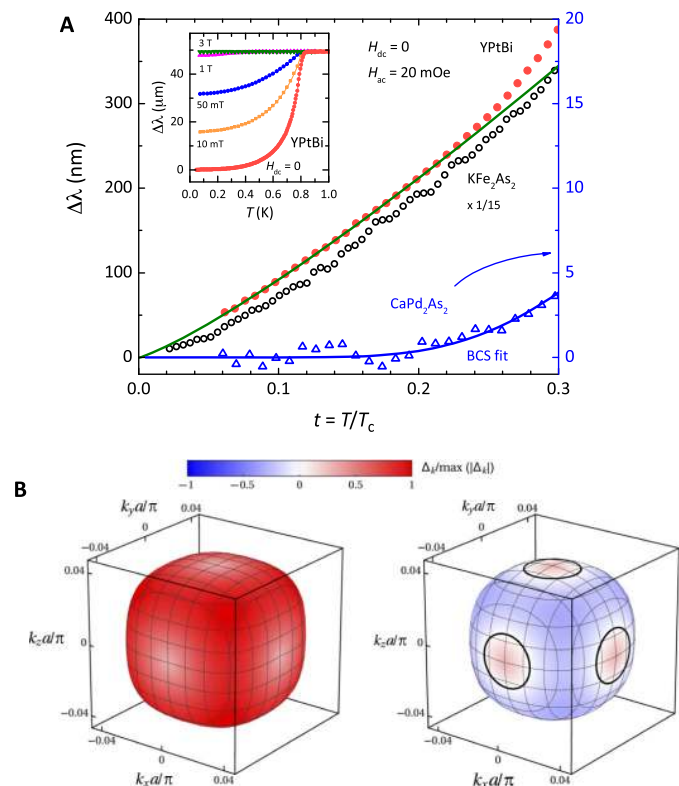 A
3 T
1 T
50 mT
10 mT
YPtBi
H_dc = 0
Δλ (μm)
40
20
0
0.0 0.2 0.4 0.6 0.8 1.0
T (K)
H_dc = 0
H_ac = 20 mOe
YPtBi
KFe₂As₂
x 1/15
CaPd₂As₂
BCS fit
Δλ (nm)
400
300
200
100
0
20
15
10
5
0
0.0 0.1 0.2 0.3
t = T/T_c
B
Δ_k/max (|Δ_k|)
−1 −0.5 0 0.5 1
k_y a/π
−0.04 0 0.04
k_z a/π
0.04
0
−0.04
−0.04 0 0.04
k_x a/π
k_y a/π
−0.04 0 0.04
k_z a/π
0.04
0
−0.04
−0.04 0 0.04
k_x a/π